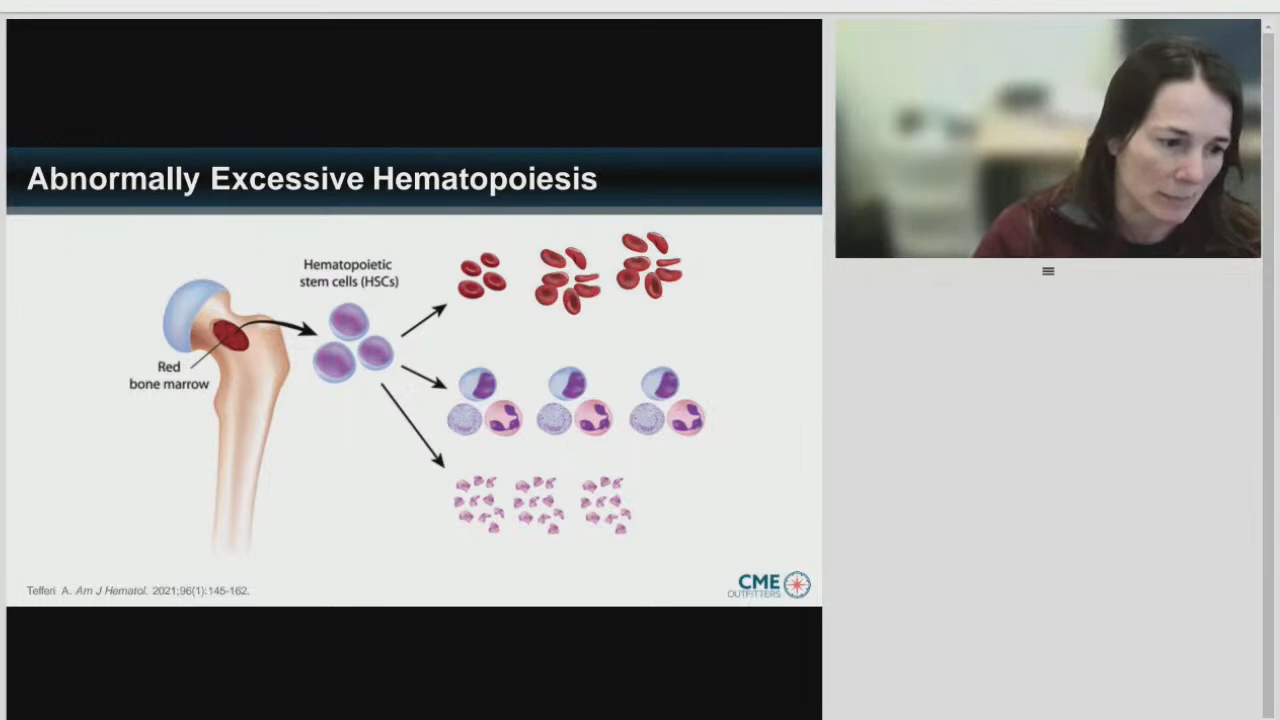 Abnormally Excessive Hematopoiesis
Hematopoietic
stem cells (HSCs)
Red
bone marrow
Tefferi A. Am J Hematol. 2021;96(1):145-162.
CME
OUTFITTERS